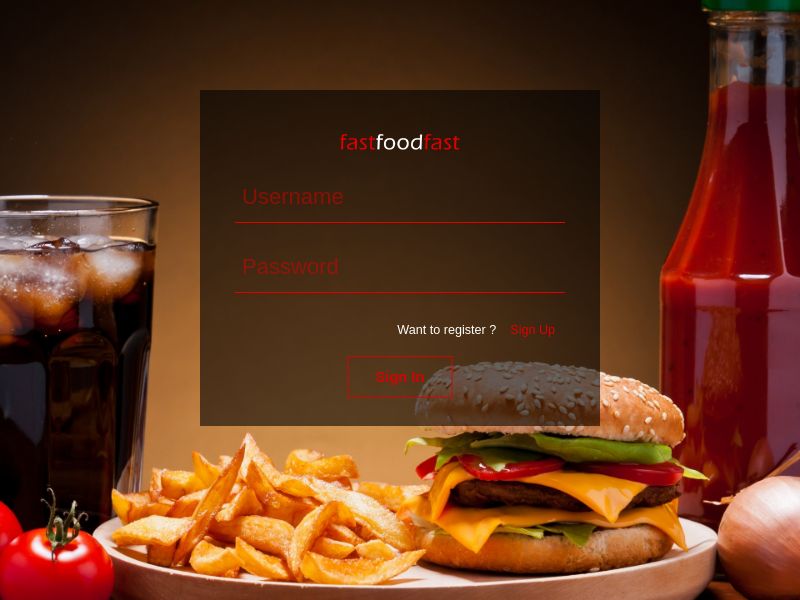 fastfoodfast
Username
Password
Want to register ? Sign Up
Sign In